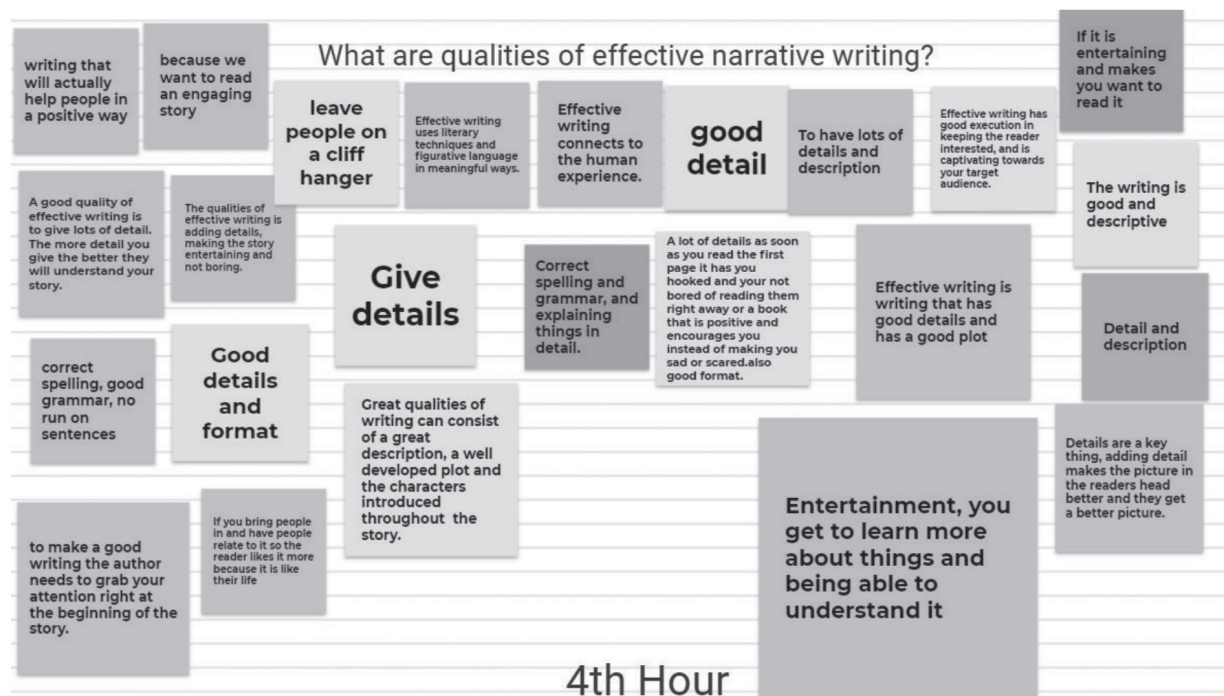 What are qualities of effective narrative writing?
writing that
will actually
help people in
a positive way
because we
want to read
an engaging
story
leave
people on
a cliff
hanger
Effective writing
uses literary
techniques and
figurative language
in meaningful ways.
Effective
writing
connects to
the human
experience.
good
detail
To have lots of
details and
description
Effective writing has
good execution in
keeping the reader
interested, and is
captivating towards
your target
audience.
If it is
entertaining
and makes
you want to
read it
A good quality of
effective writing is
to give lots of detail.
The more detail you
give the better they
will understand your
story.
The qualities of
effective writing is
adding details,
making the story
entertaining and
not boring.
Give
details
Correct
spelling and
grammar, and
explaining
things in
detail.
A lot of details as soon
as you read the first
page it has you
hooked and your not
bored of reading them
right away or a book
that is positive and
encourages you
instead of making you
sad or scared.also
good format.
Effective writing is
writing that has
good details and
has a good plot
The writing is
good and
descriptive
Detail and
description
correct
spelling, good
grammar, no
run on
sentences
Good
details
and
format
Great qualities of
writing can consist
of a great
description, a well
developed plot and
the characters
introduced
throughout the
story.
Entertainment, you
get to learn more
about things and
being able to
understand it
Details are a key
thing, adding detail
makes the picture in
the readers head
better and they get
a better picture.
to make a good
writing the author
needs to grab your
attention right at
the beginning of the
story.
If you bring people
in and have people
relate to it so the
reader likes it more
because it is like
their life
4th Hour